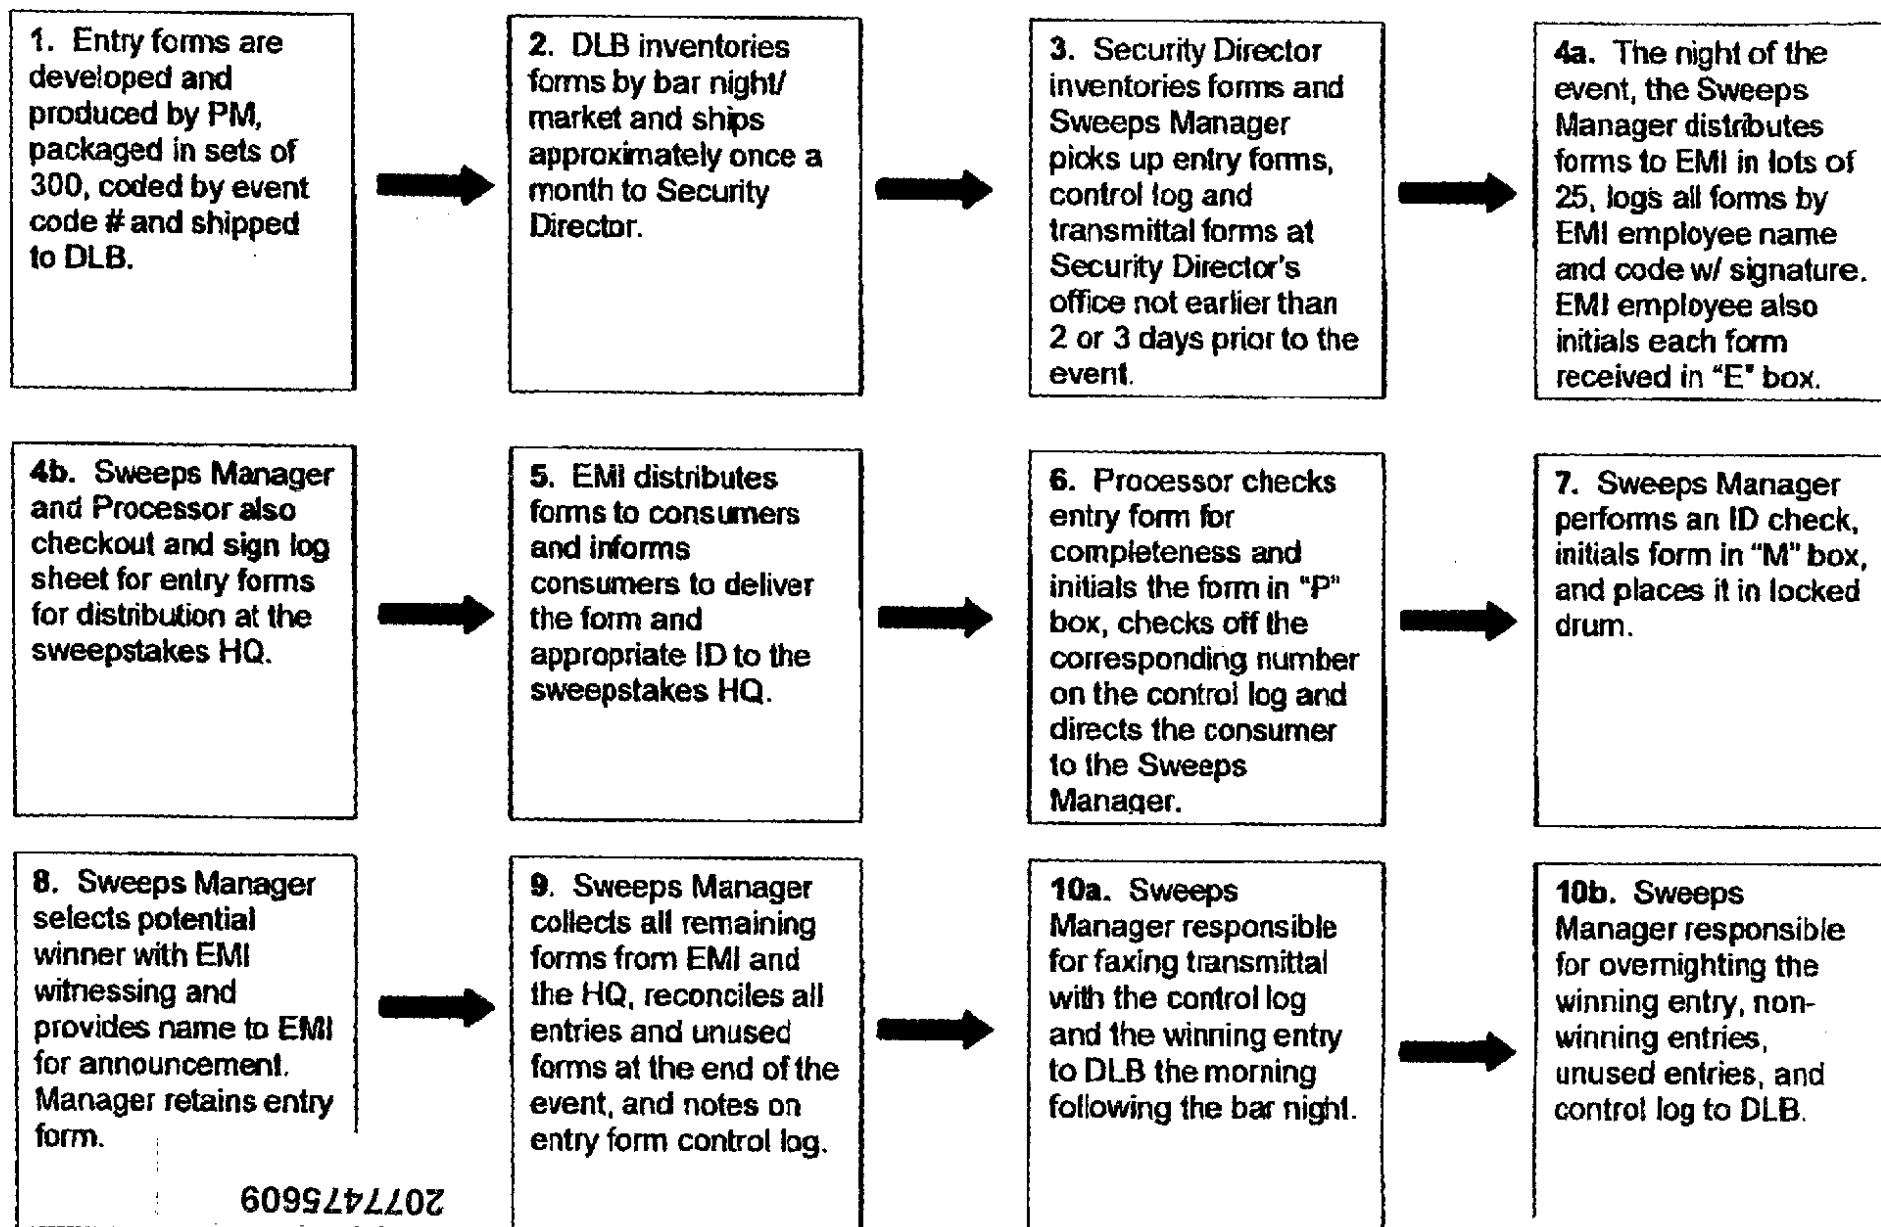 1. Entry forms are
developed and
produced by PM,
packaged in sets of
300, coded by event
code # and shipped
to DLB.
2. DLB inventories
forms by bar night/
market and ships
approximately once a
month to Security
Director.
3. Security Director
inventories forms and
Sweeps Manager
picks up entry forms,
control log and
transmittal forms at
Security Director's
office not earlier than
2 or 3 days prior to the
event.
4a. The night of the
event, the Sweeps
Manager distributes
forms to EMI in lots of
25, logs all forms by
EMI employee name
and code w/ signature.
EMI employee also
initials each form
received in "E" box.
4b. Sweeps Manager
and Processor also
checkout and sign log
sheet for entry forms
for distribution at the
sweepstakes HQ.
5. EMI distributes
forms to consumers
and informs
consumers to deliver
the form and
appropriate ID to the
sweepstakes HQ.
6. Processor checks
entry form for
completeness and
initials the form in "P"
box, checks off the
corresponding number
on the control log and
directs the consumer
to the Sweeps
Manager.
7. Sweeps Manager
performs an ID check,
initials form in "M" box,
and places it in locked
drum.
8. Sweeps Manager
selects potential
winner with EMI
witnessing and
provides name to EMI
for announcement.
Manager retains entry
form.
9. Sweeps Manager
collects all remaining
forms from EMI and
the HQ, reconciles all
entries and unused
forms at the end of the
event, and notes on
entry form control log.
10a. Sweeps
Manager responsible
for faxing transmittal
with the control log
and the winning entry
to DLB the morning
following the bar night.
10b. Sweeps
Manager responsible
for overnighting the
winning entry, non-
winning entries,
unused entries, and
control log to DLB.
2077475609